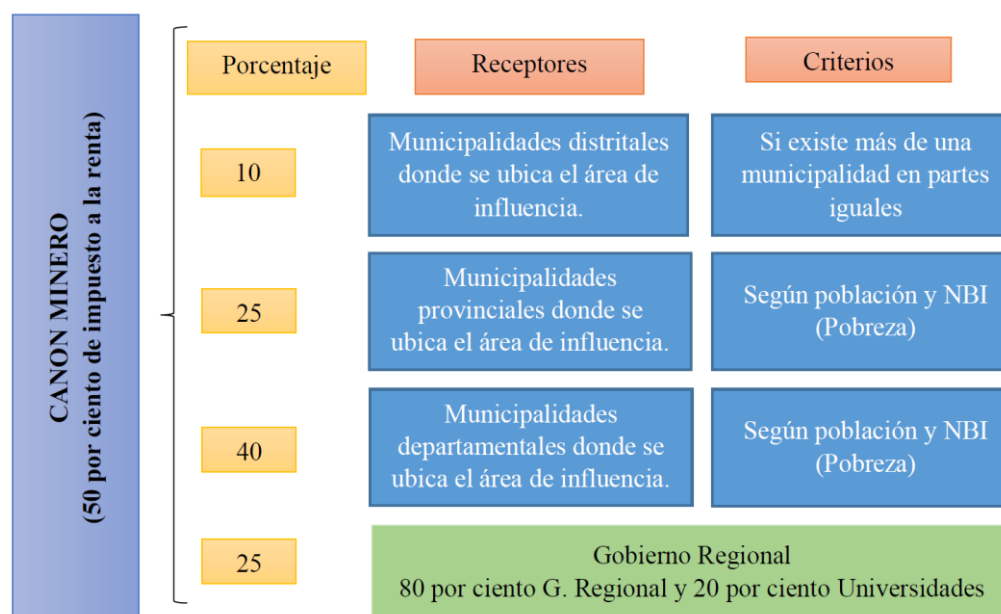 CANON MINERO
(50 por ciento de impuesto a la renta)
Porcentaje
Receptores
Criterios
10
Municipalidades distritales
donde se ubica el área de
influencia.
Si existe más de una
municipalidad en partes
iguales
25
Municipalidades
provinciales donde se
ubica el área de influencia.
Según población y NBI
(Pobreza)
40
Municipalidades
departamentales donde se
ubica el área de influencia.
Según población y NBI
(Pobreza)
25
Gobierno Regional
80 por ciento G. Regional y 20 por ciento Universidades